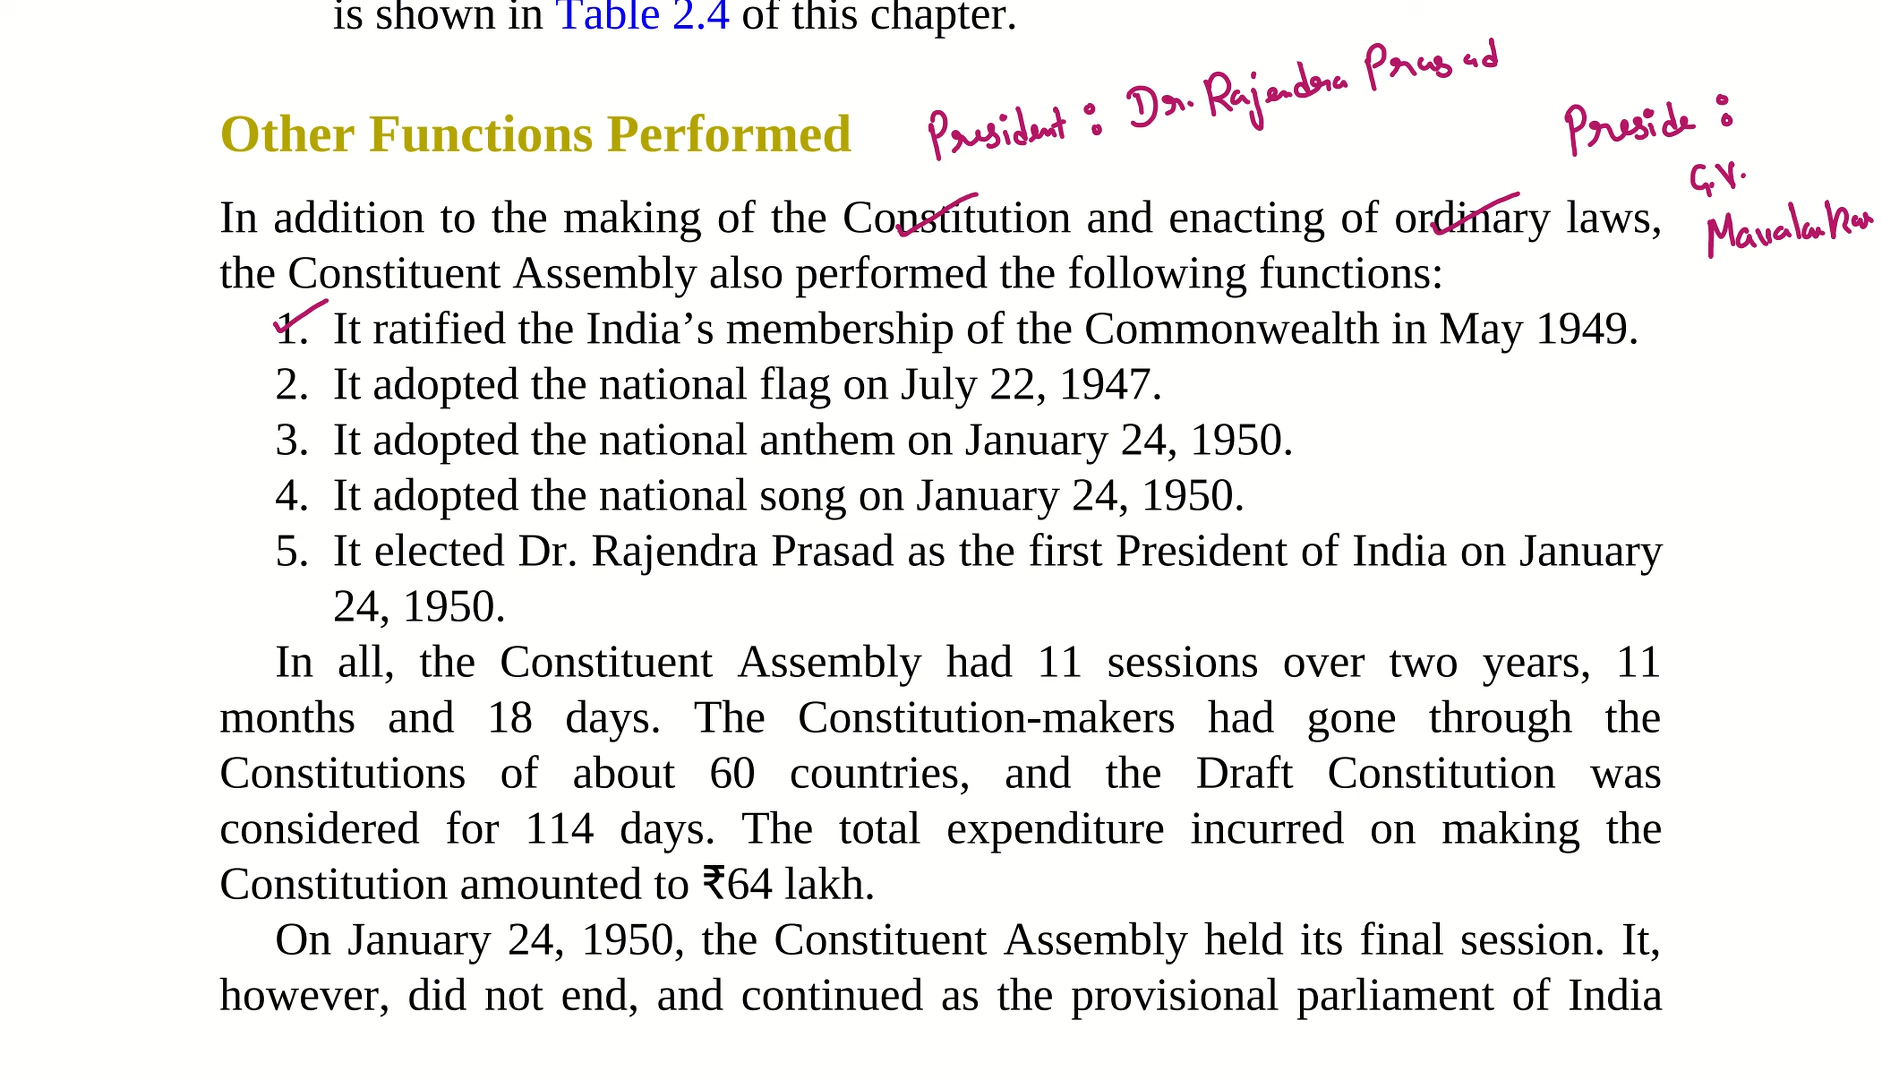 is shown in Table 2.4 of this chapter.
President : Dr. Rajendra Prasad
Other Functions Performed
Preside :
G.V.
Mavalankar
In addition to the making of the Constitution and enacting of ordinary laws,
the Constituent Assembly also performed the following functions:
1. It ratified the India’s membership of the Commonwealth in May 1949.
2. It adopted the national flag on July 22, 1947.
3. It adopted the national anthem on January 24, 1950.
4. It adopted the national song on January 24, 1950.
5. It elected Dr. Rajendra Prasad as the first President of India on January
24, 1950.
In all, the Constituent Assembly had 11 sessions over two years, 11
months and 18 days. The Constitution-makers had gone through the
Constitutions of about 60 countries, and the Draft Constitution was
considered for 114 days. The total expenditure incurred on making the
Constitution amounted to ₹64 lakh.
On January 24, 1950, the Constituent Assembly held its final session. It,
however, did not end, and continued as the provisional parliament of India